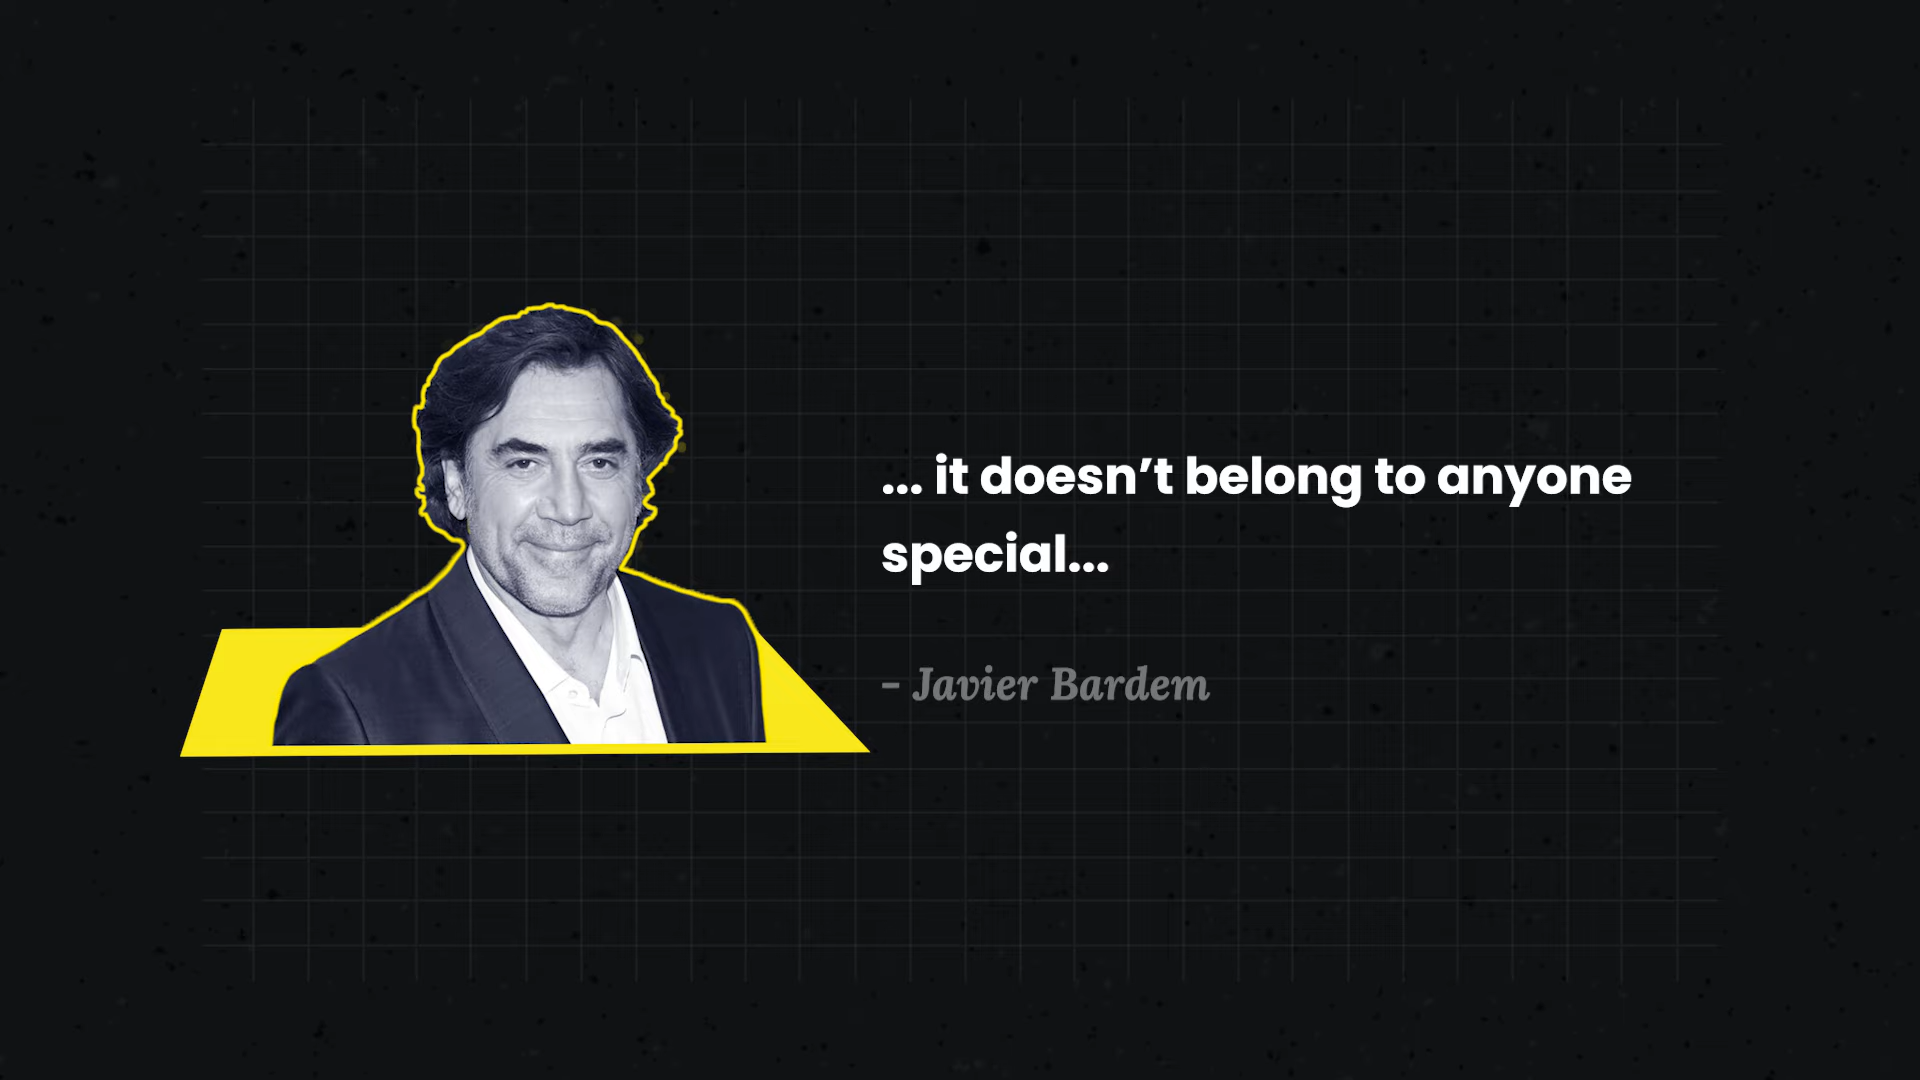 ... it doesn’t belong to anyone
special...
- Javier Bardem